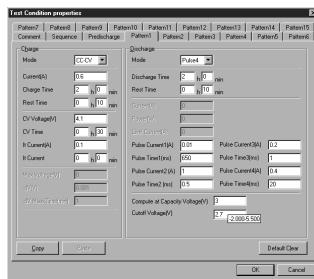 Test Condition properties
Pattern7 Pattern8 Pattern9 Pattern10 Pattern11 Pattern12 Pattern13 Pattern14 Pattern15
Comment Sequence Predischarge Pattern1 Pattern2 Pattern3 Pattern4 Pattern5 Pattern6
Charge
Mode CC-CV
Current(A) 0.6
Charge Time 2 h 0 min
Rest Time 0 h 10 min
CV Voltage(V) 4.1
CV Time 0 h 30 min
It Current(A) 0.1
It Current 0 h 0 min
Copy
Discharge
Mode Pulse4
Discharge Time 2 h 0 min
Rest Time 0 h 10 min
Current(A) 0
Power(W) 0
Pulse Current1(A) 0.01 Pulse Current3(A) 0.2
Pulse Time1(ms) 650 Pulse Time3(ms) 1
Pulse Current2(A) 1 Pulse Current4(A) 0.4
Pulse Time2(ms) 0.5 Pulse Time4(ms) 20
Compute at Capacity Voltage(V) 3
Cutoff Voltage(V) 2.7
-2.000-5.500
Default Clear
OK Cancel